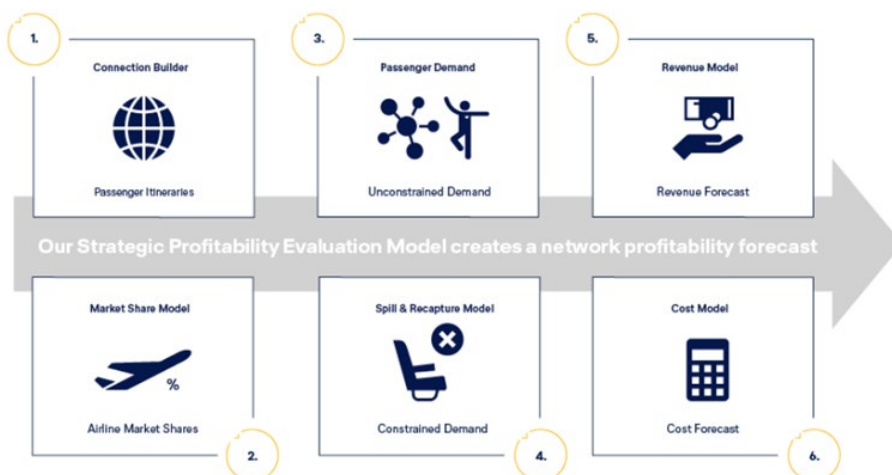 1.
Connection Builder
Passenger Itineraries
3.
Passenger Demand
Unconstrained Demand
5.
Revenue Model
Revenue Forecast
Our Strategic Profitability Evaluation Model creates a network profitability forecast
Market Share Model
%
Airline Market Shares
2.
Spill & Recapture Model
Constrained Demand
4.
Cost Model
Cost Forecast
6.